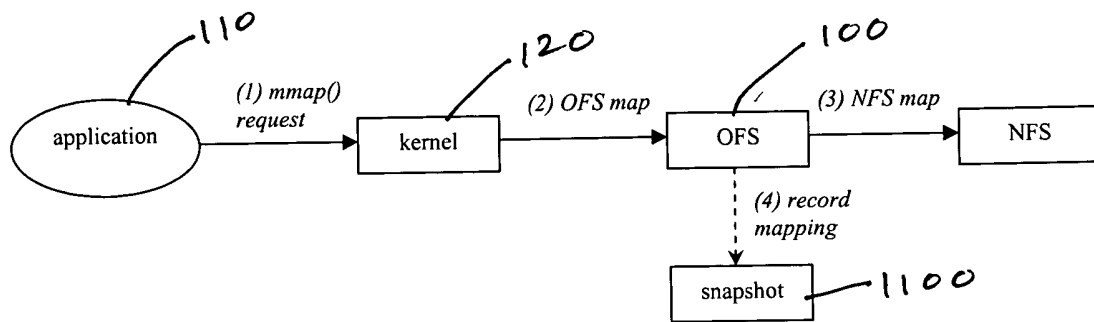 110
120
100
(1) mmap()
request
(2) OFS map
(3) NFS map
application
kernel
OFS
NFS
(4) record
mapping
snapshot
1100